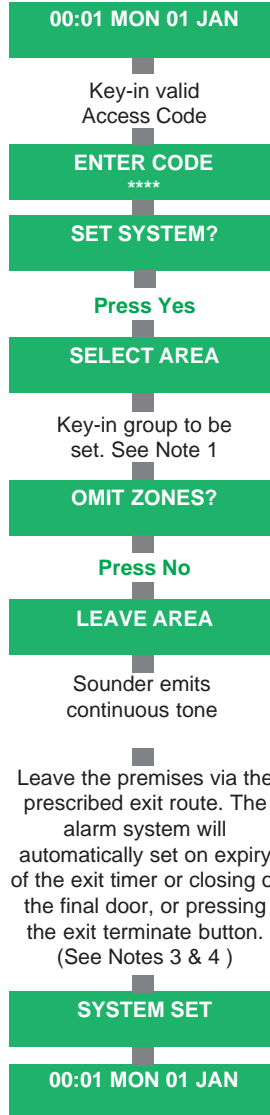 00:01 MON 01 JAN
Key-in valid
Access Code
ENTER CODE
****
SET SYSTEM?
Press Yes
SELECT AREA
Key-in group to be
set. See Note 1
OMIT ZONES?
Press No
LEAVE AREA
Sounder emits
continuous tone
Leave the premises via the
prescribed exit route. The
alarm system will
automatically set on expiry
of the exit timer or closing o
the final door, or pressing
the exit terminate button.
(See Notes 3 & 4 )
SYSTEM SET
00:01 MON 01 JAN